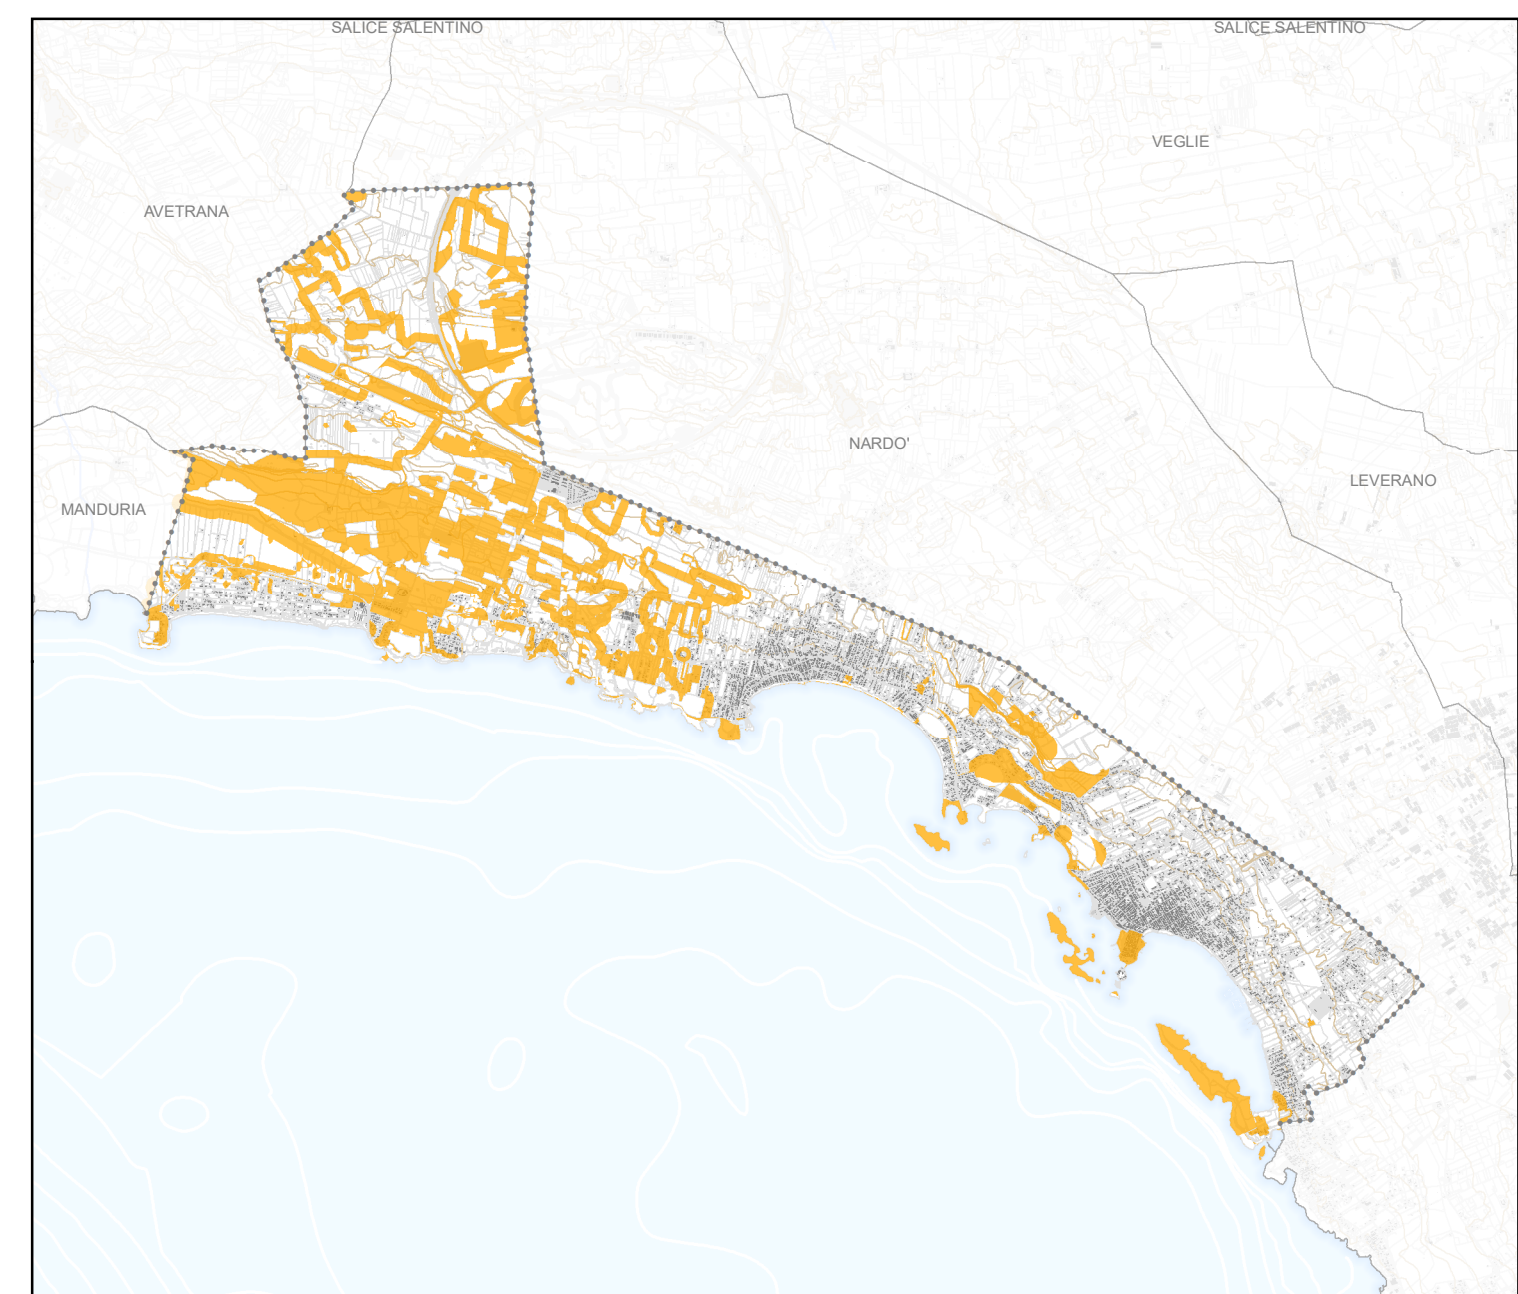 SALICE SALENTINO
SALICE SALENTINO
VEGLIE
AVETRANA
NARDO'
LEVERANO
MANDURIA